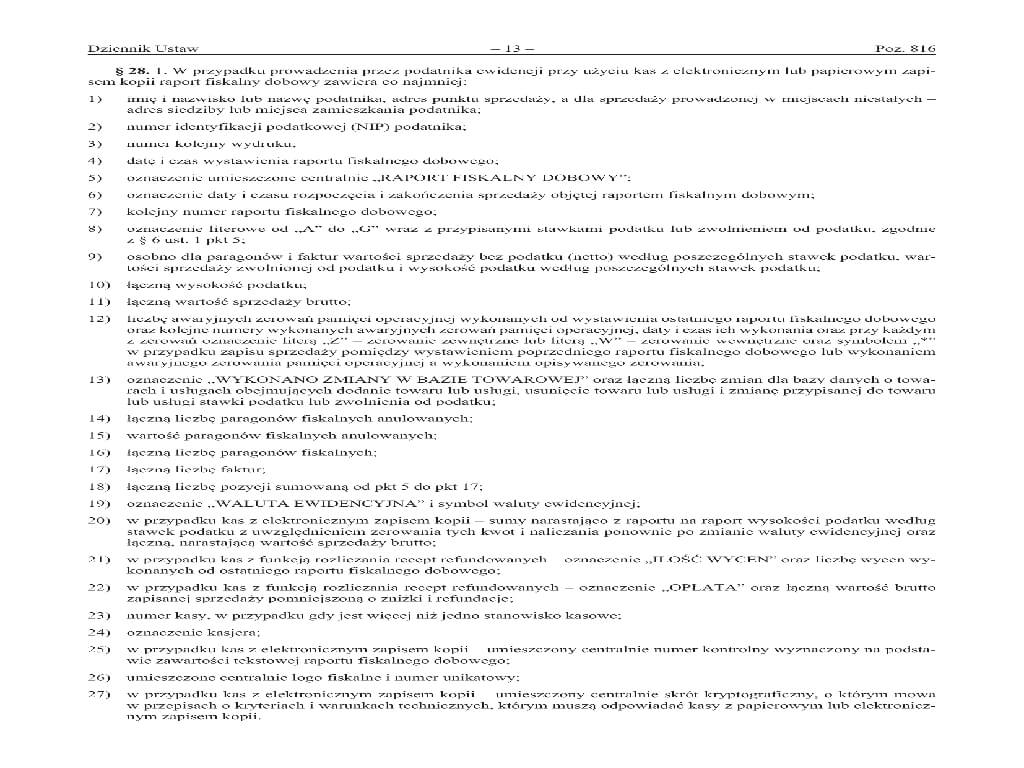 Dziennik Ustaw – 13 – Poz. 816
§ 28. 1. W przypadku prowadzenia przez podatnika ewidencji przy użyciu kas z elektronicznym lub papierowym zapi-
sem kopii raport fiskalny dobowy zawiera co najmniej:
1) imię i nazwisko lub nazwę podatnika, adres punktu sprzedaży, a dla sprzedaży prowadzonej w miejscach niestałych –
adres siedziby lub miejsca zamieszkania podatnika;
2) numer identyfikacji podatkowej (NIP) podatnika;
3) numer kolejny wydruku;
4) datę i czas wystawienia raportu fiskalnego dobowego;
5) oznaczenie umieszczone centralnie „RAPORT FISKALNY DOBOWY”;
6) oznaczenie daty i czasu rozpoczęcia i zakończenia sprzedaży objętej raportem fiskalnym dobowym;
7) kolejny numer raportu fiskalnego dobowego;
8) oznaczenie literowe od „A” do „G” wraz z przypisanymi stawkami podatku lub zwolnieniem od podatku, zgodnie
z § 6 ust. 1 pkt 5;
9) osobno dla paragonów i faktur wartości sprzedaży bez podatku (netto) według poszczególnych stawek podatku, war-
tości sprzedaży zwolnionej od podatku i wysokość podatku według poszczególnych stawek podatku;
10) łączną wysokość podatku;
11) łączną wartość sprzedaży brutto;
12) liczbę awaryjnych zerowań pamięci operacyjnej wykonanych od wystawienia ostatniego raportu fiskalnego dobowego
oraz kolejne numery wykonanych awaryjnych zerowań pamięci operacyjnej, daty i czas ich wykonania oraz przy każdym
z zerowań oznaczenie literą „Z” – zerowanie zewnętrzne lub literą „W” – zerowanie wewnętrzne oraz symbolem „*”
w przypadku zapisu sprzedaży pomiędzy wystawieniem poprzedniego raportu fiskalnego dobowego lub wykonaniem
awaryjnego zerowania pamięci operacyjnej a wykonaniem opisywanego zerowania;
13) oznaczenie „WYKONANO ZMIANY W BAZIE TOWAROWEJ” oraz łączną liczbę zmian dla bazy danych o towa-
rach i usługach obejmujących dodanie towaru lub usługi, usunięcie towaru lub usługi i zmianę przypisanej do towaru
lub usługi stawki podatku lub zwolnienia od podatku;
14) łączną liczbę paragonów fiskalnych anulowanych;
15) wartość paragonów fiskalnych anulowanych;
16) łączną liczbę paragonów fiskalnych;
17) łączną liczbę faktur;
18) łączną liczbę pozycji sumowaną od pkt 5 do pkt 17;
19) oznaczenie „WALUTA EWIDENCYJNA” i symbol waluty ewidencyjnej;
20) w przypadku kas z elektronicznym zapisem kopii – sumy narastająco z raportu na raport wysokości podatku według
stawek podatku z uwzględnieniem zerowania tych kwot i naliczania ponownie po zmianie waluty ewidencyjnej oraz
łączną, narastającą wartość sprzedaży brutto;
21) w przypadku kas z funkcją rozliczania recept refundowanych – oznaczenie „ILOŚĆ WYCEN” oraz liczbę wycen wy-
konanych od ostatniego raportu fiskalnego dobowego;
22) w przypadku kas z funkcją rozliczania recept refundowanych – oznaczenie „OPŁATA” oraz łączną wartość brutto
zapisanej sprzedaży pomniejszoną o zniżki i refundacje;
23) numer kasy, w przypadku gdy jest więcej niż jedno stanowisko kasowe;
24) oznaczenie kasjera;
25) w przypadku kas z elektronicznym zapisem kopii – umieszczony centralnie numer kontrolny wyznaczony na podsta-
wie zawartości tekstowej raportu fiskalnego dobowego;
26) umieszczone centralnie logo fiskalne i numer unikatowy;
27) w przypadku kas z elektronicznym zapisem kopii – umieszczony centralnie skrót kryptograficzny, o którym mowa
w przepisach o kryteriach i warunkach technicznych, którym muszą odpowiadać kasy z papierowym lub elektronicz-
nym zapisem kopii.